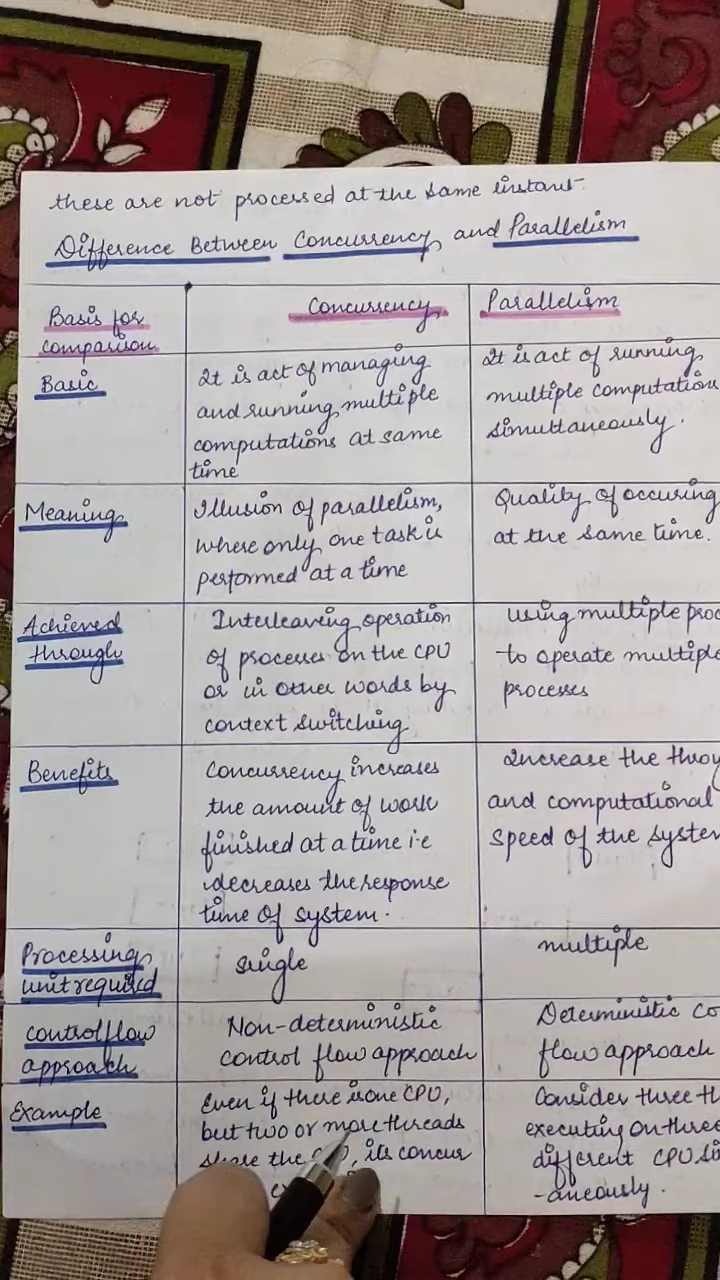 these are not processed at the same instant.
Difference Between Concurrency and Parallelism
Basis for
comparison
Concurrency
Parallelism
Basic
It is act of managing
and running multiple
computations at same
time
It is act of running
multiple computations
simultaneously.
Meaning
Illusion of parallelism,
where only one task is
performed at a time
Quality of occuring
at the same time.
Achieved
through
Interleaving operation
of processes on the CPU
or in other words by
context switching
using multiple
to operate multiple
processes
Benefits
Concurrency increases
the amount of work
finished at a time i.e
decreases the response
time of system.
Increase the
and computational
speed of the system
Processing
unit required
single
multiple
control flow
approach
Non-deterministic
control flow approach
Deterministic
flow approach
Example
Even if there is one CPU,
but two or more threads
share the its concur
Consider three
executing on three
different CPU
-aneously.